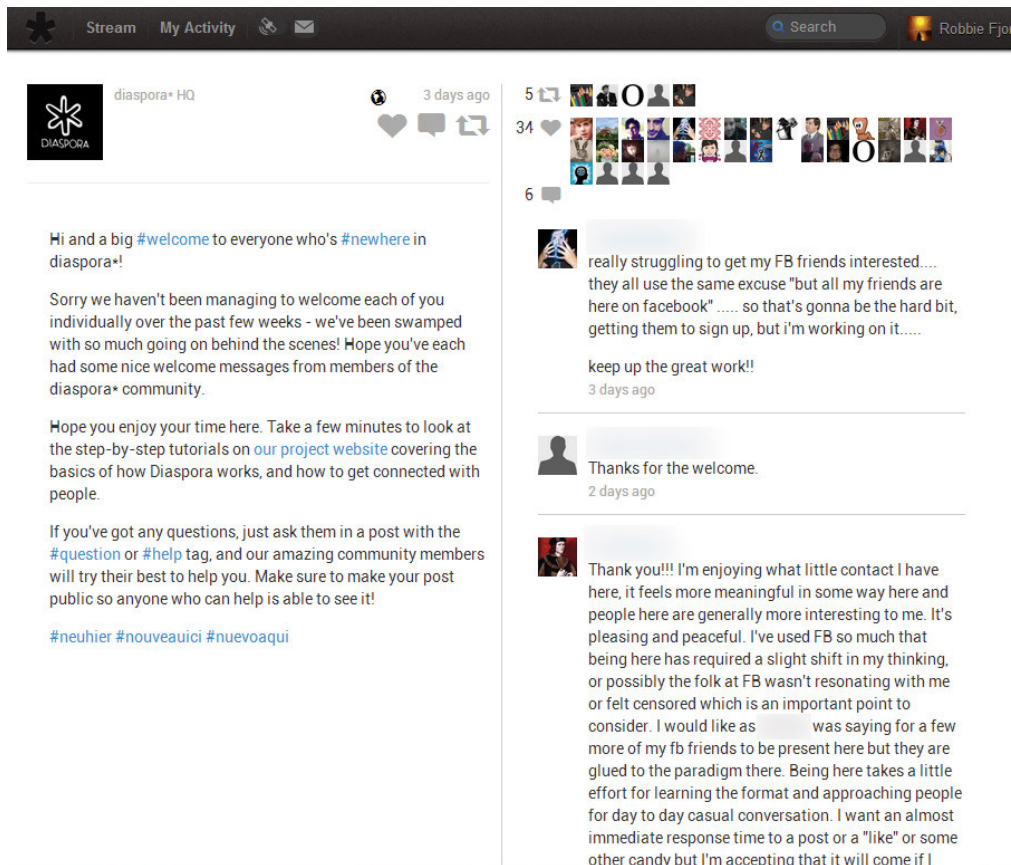 Stream My Activity Search Robbie Fjor
diaspora* HQ 3 days ago
DIASPORA
Hi and a big #welcome to everyone who's #newhere in
diaspora*!
Sorry we haven't been managing to welcome each of you
individually over the past few weeks - we've been swamped
with so much going on behind the scenes! Hope you've each
had some nice welcome messages from members of the
diaspora* community.
Hope you enjoy your time here. Take a few minutes to look at
the step-by-step tutorials on our project website covering the
basics of how Diaspora works, and how to get connected with
people.
If you've got any questions, just ask them in a post with the
#question or #help tag, and our amazing community members
will try their best to help you. Make sure to make your post
public so anyone who can help is able to see it!
#neuhier #nouveauici #nuevoaqui
5
34
6
really struggling to get my FB friends interested....
they all use the same excuse "but all my friends are
here on facebook" ..... so that's gonna be the hard bit,
getting them to sign up, but i'm working on it.....
keep up the great work!!
3 days ago
Thanks for the welcome.
2 days ago
Thank you!!! I'm enjoying what little contact I have
here, it feels more meaningful in some way here and
people here are generally more interesting to me. It's
pleasing and peaceful. I've used FB so much that
being here has required a slight shift in my thinking,
or possibly the folk at FB wasn't resonating with me
or felt censored which is an important point to
consider. I would like as was saying for a few
more of my fb friends to be present here but they are
glued to the paradigm there. Being here takes a little
effort for learning the format and approaching people
for day to day casual conversation. I want an almost
immediate response time to a post or a "like" or some
other candy but I'm accepting that it will come if I